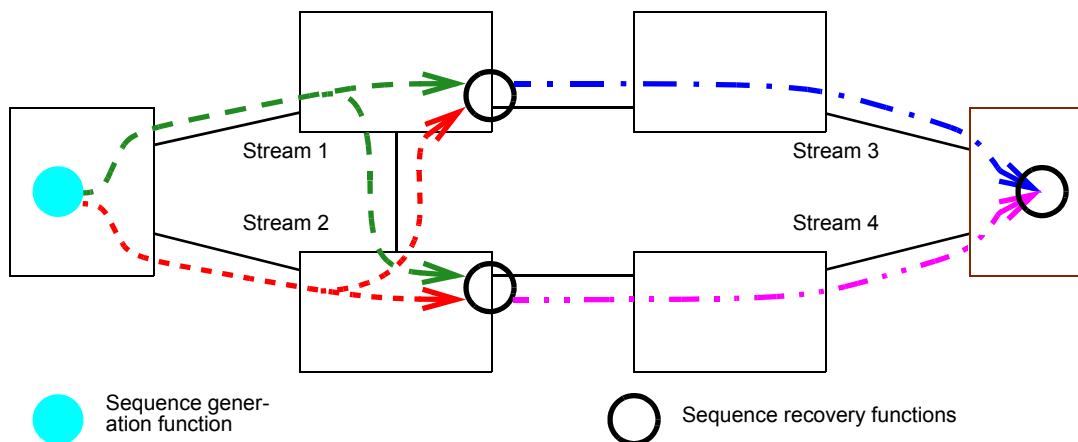 Stream 1
Stream 3
Stream 2
Stream 4
Sequence gener-
ation function
Sequence recovery functions